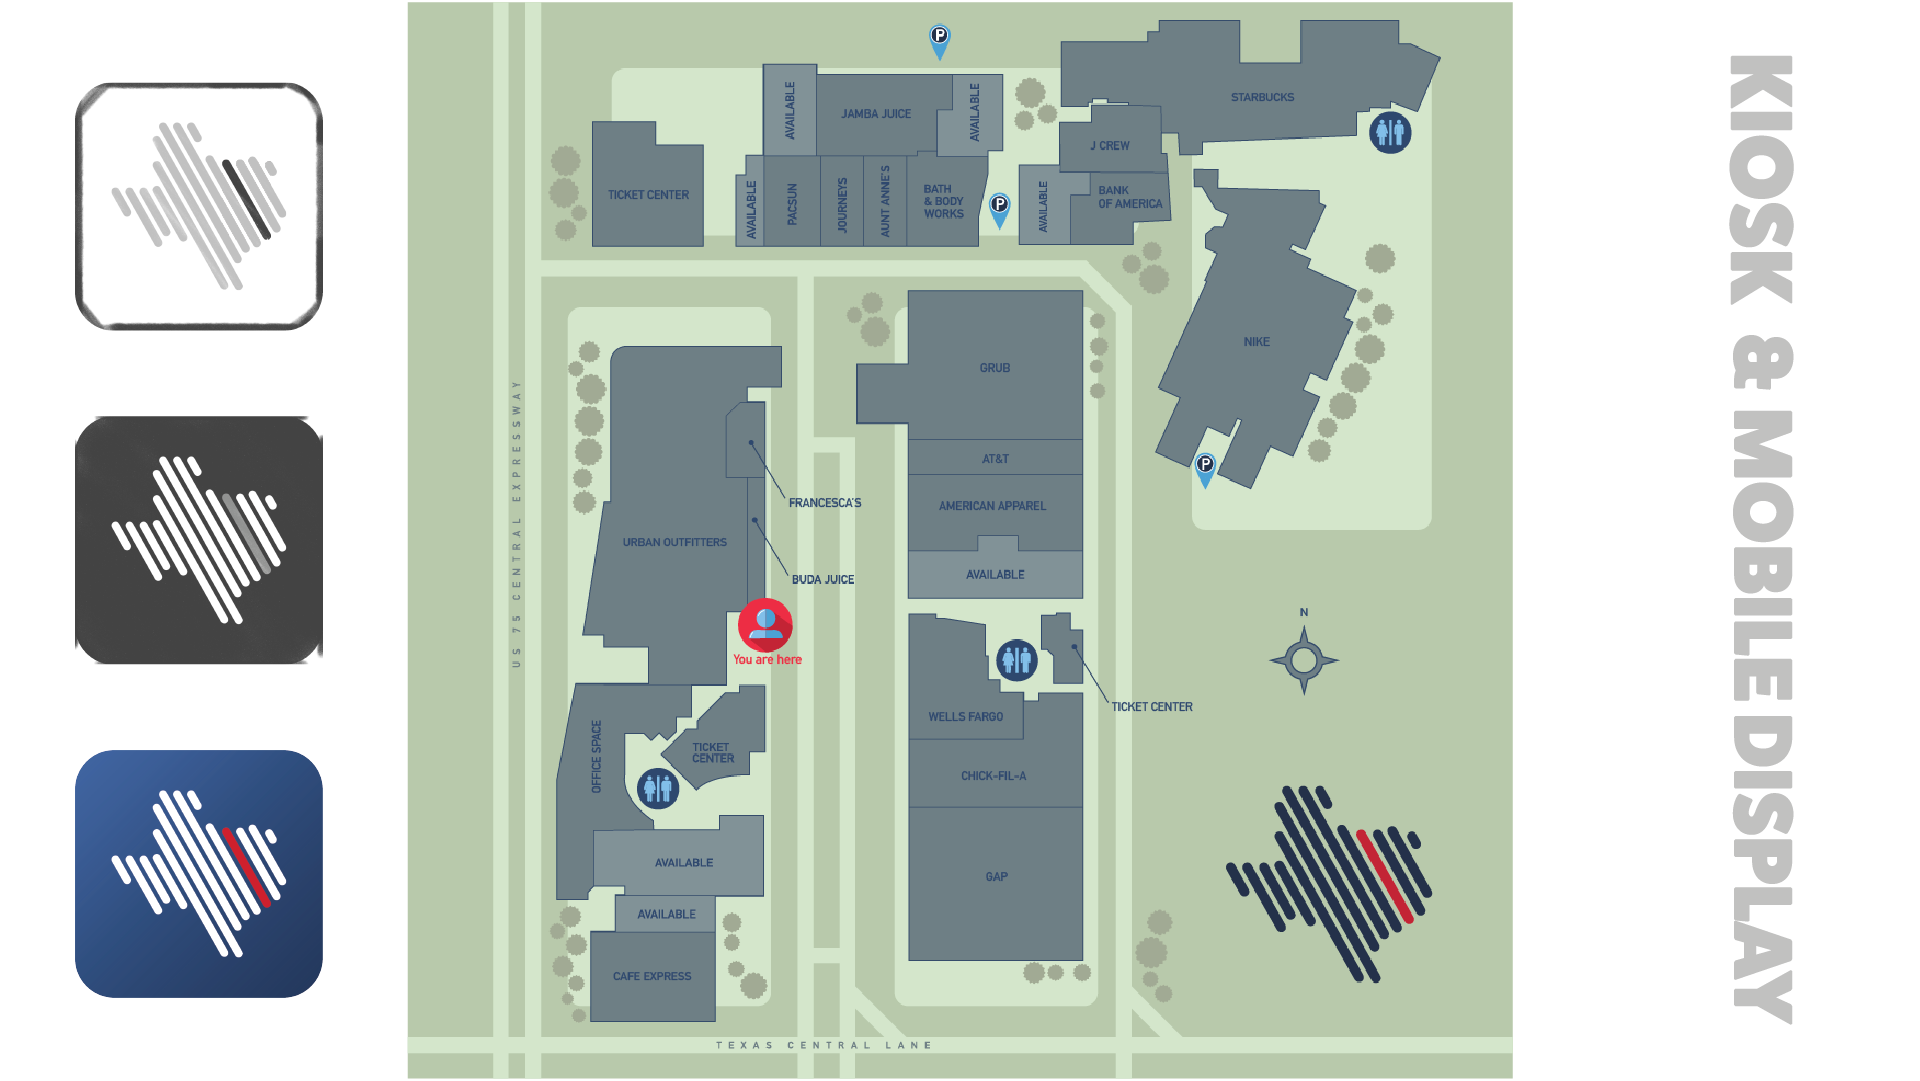 P
AVAILABLE
JAMBA JUICE
AVAILABLE
STARBUCKS
J CREW
TICKET CENTER
AVAILABLE
PACSUN
JOURNEYS
AUNT ANNE'S
BATH
& BODY
WORKS
P
AVAILABLE
BANK
OF AMERICA
NIKE
GRUB
AT&T
P
FRANCESCA'S
AMERICAN APPAREL
URBAN OUTFITTERS
BUDA JUICE
AVAILABLE
US 75 CENTRAL EXPRESSWAY
You are here
N
TICKET CENTER
WELLS FARGO
OFFICE SPACE
TICKET
CENTER
CHICK-FIL-A
AVAILABLE
GAP
AVAILABLE
CAFE EXPRESS
TEXAS CENTRAL LANE
KIOSK & MOBILE DISPLAY